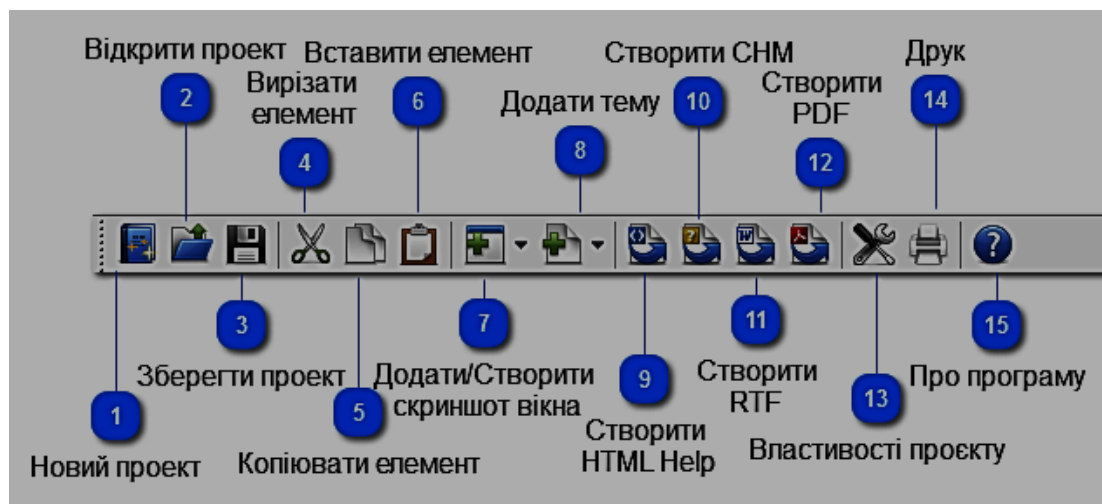 Відкрити проект
Вставити елемент
Створити CHM
Друк
Вирізати
елемент
Додати тему
Створити
PDF
2
6
10
14
4
8
12
1
3
5
7
9
11
13
15
Зберегти проект
Додати/Створити
скриншот вікна
Створити
RTF
Про програму
Новий проект
Копіювати елемент
Створити
HTML Help
Властивості проєкту